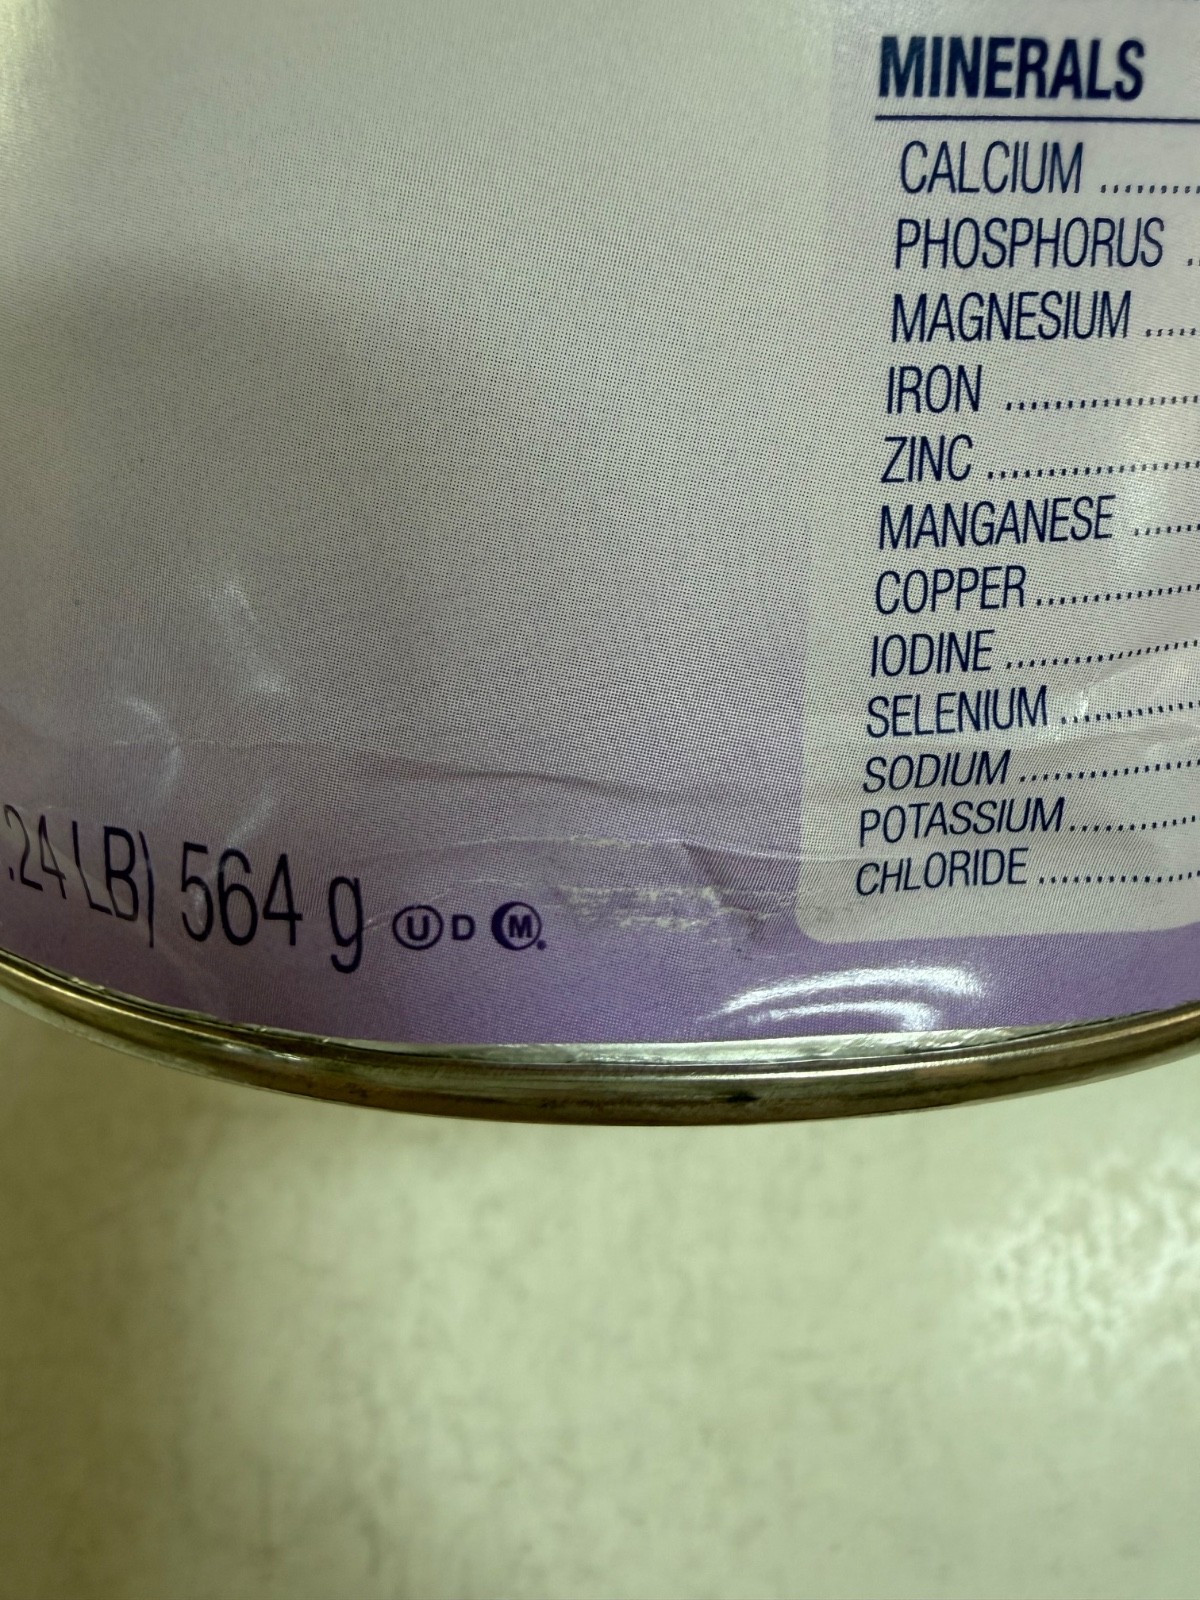 MINERALS
CALCIUM ..........
PHOSPHORUS ..
MAGNESIUM .....
IRON ...................
ZINC .....................
MANGANESE .......
COPPER ................
IODINE ...................
SELENIUM ..............
SODIUM ..................
POTASSIUM .............
CHLORIDE ...............
.24 LB) 564 g U D M